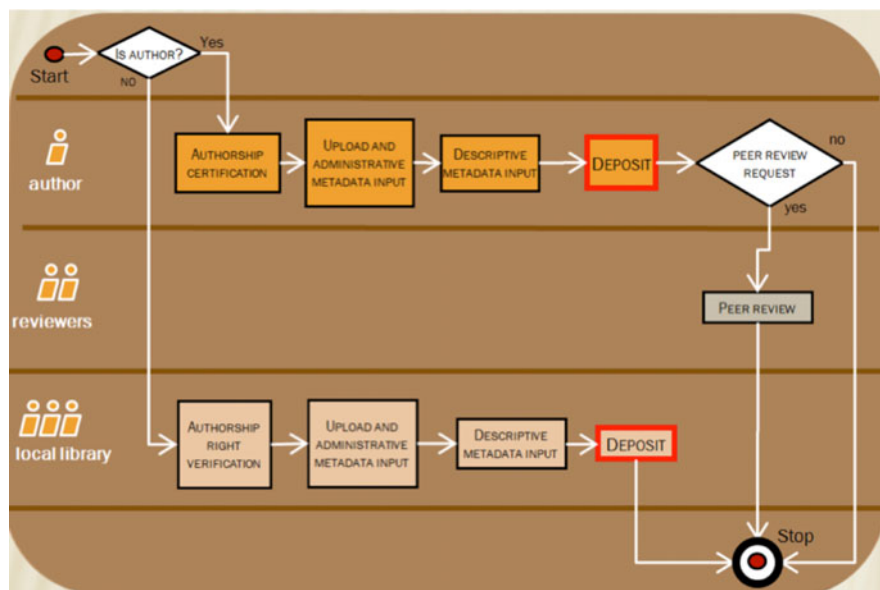 IS AUTHOR?
Yes
Start
NO
author
AUTHORSHIP
CERTIFICATION
UPLOAD AND
ADMINISTRATIVE
METADATA INPUT
DESCRIPTIVE
METADATA INPUT
DEPOSIT
PEER REVIEW
REQUEST
no
yes
reviewers
PEER REVIEW
local library
AUTHORSHIP
RIGHT
VERIFICATION
UPLOAD AND
ADMINISTRATIVE
METADATA INPUT
DESCRIPTIVE
METADATA INPUT
DEPOSIT
Stop